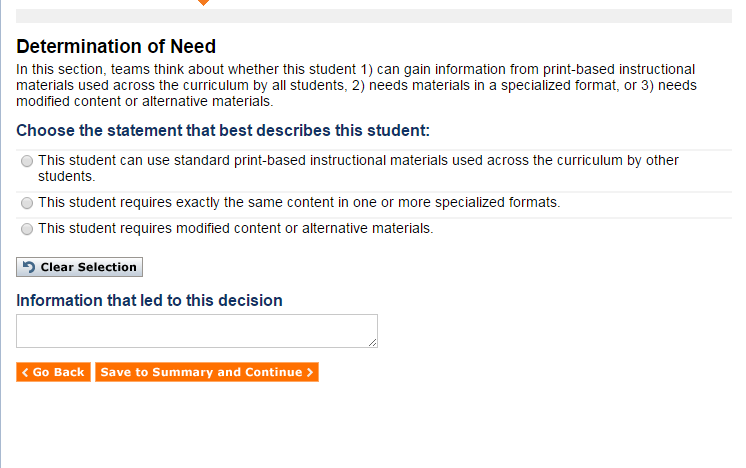 Determination of Need
In this section, teams think about whether this student 1) can gain information from print-based instructional
materials used across the curriculum by all students, 2) needs materials in a specialized format, or 3) needs
modified content or alternative materials.
Choose the statement that best describes this student:
This student can use standard print-based instructional materials used across the curriculum by other
students.
This student requires exactly the same content in one or more specialized formats.
This student requires modified content or alternative materials.
Clear Selection
Information that led to this decision
Go Back Save to Summary and Continue